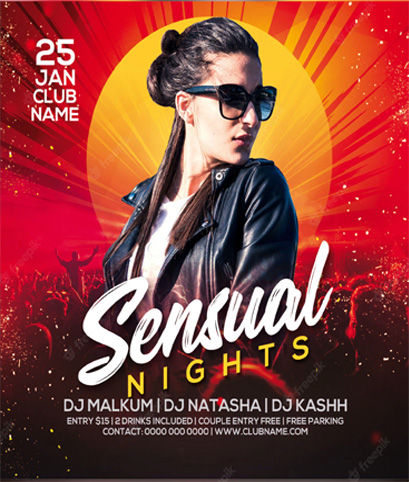 25
JAN
CLUB
NAME
Sensual
NIGHTS
DJ MALKUM | DJ NATASHA | DJ KASHH
ENTRY $15 | 2 DRINKS INCLUDED | COUPLE ENTRY FREE | FREE PARKING
CONTACT: 0000 000 0000 | WWW.CLUBNAME.COM